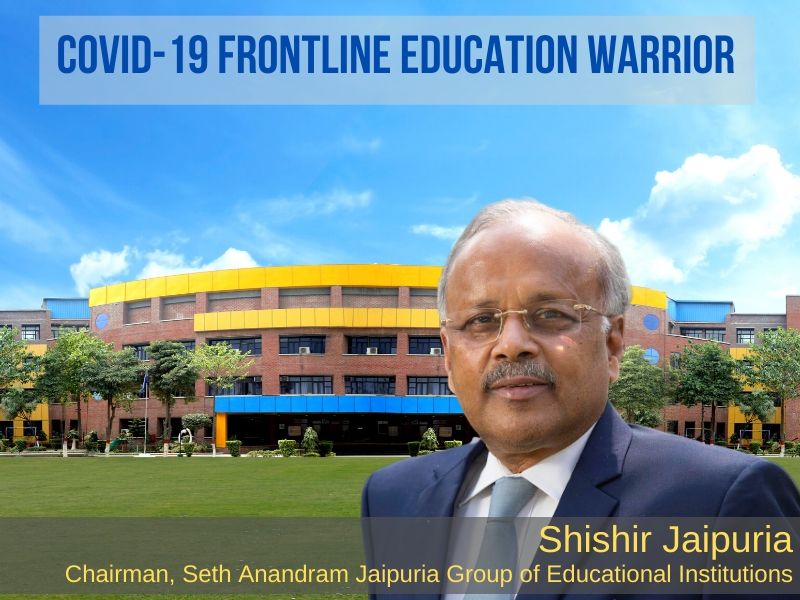 COVID-19 FRONTLINE EDUCATION WARRIOR
Shishir Jaipuria
Chairman, Seth Anandram Jaipuria Group of Educational Institutions